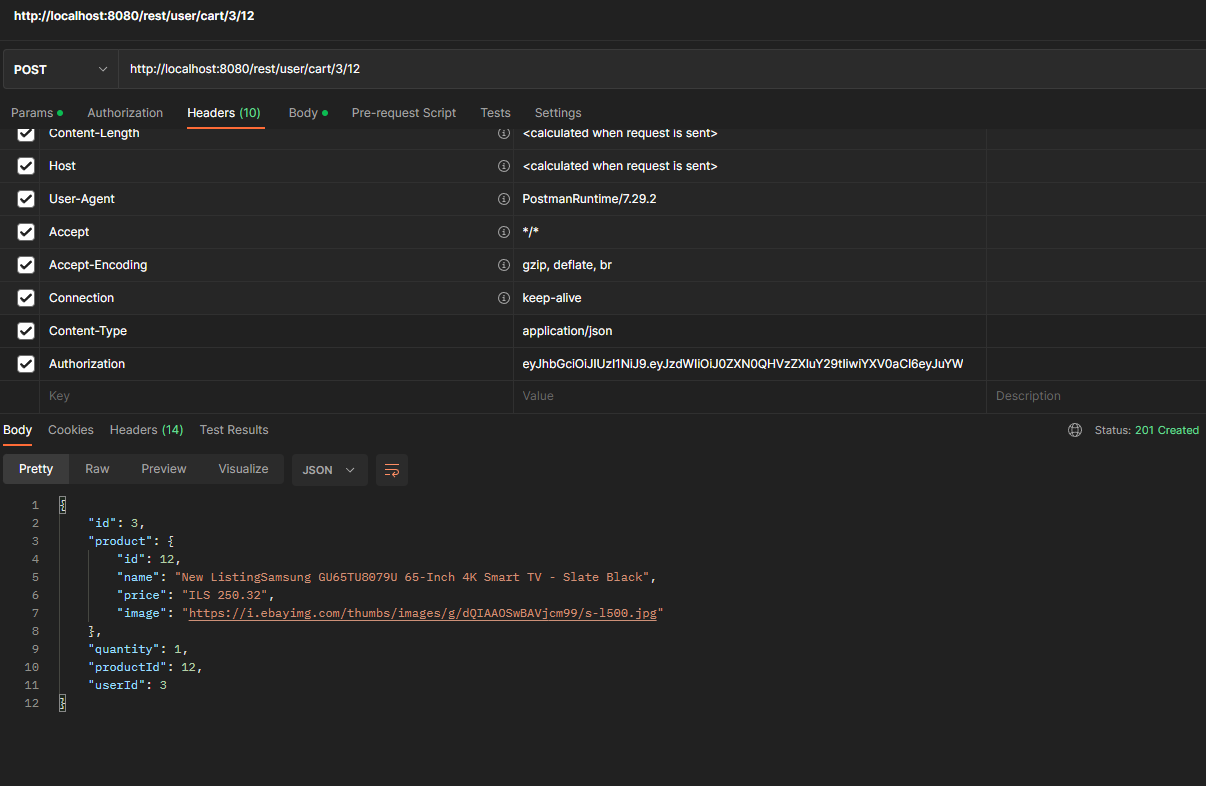 http://localhost:8080/rest/user/cart/3/12
POST http://localhost:8080/rest/user/cart/3/12
Params Authorization Headers (10) Body Pre-request Script Tests Settings
Content-Length <calculated when request is sent>
Host <calculated when request is sent>
User-Agent PostmanRuntime/7.29.2
Accept */*
Accept-Encoding gzip, deflate, br
Connection keep-alive
Content-Type application/json
Authorization eyJhbGciOiJIUzI1NiJ9.eyJzdWIiOiJ0ZXN0QHVzZXIuY29tIiwiYXV0aCI6eyJuYW
Key Value Description
Body Cookies Headers (14) Test Results Status: 201 Created
Pretty Raw Preview Visualize JSON
1 {
2 "id": 3,
3 "product": {
4 "id": 12,
5 "name": "New ListingSamsung GU65TU8079U 65-Inch 4K Smart TV - Slate Black",
6 "price": "ILS 250.32",
7 "image": "https://i.ebayimg.com/thumbs/images/g/dQIAAOSwBAVjcm99/s-l500.jpg"
8 },
9 "quantity": 1,
10 "productId": 12,
11 "userId": 3
12 }